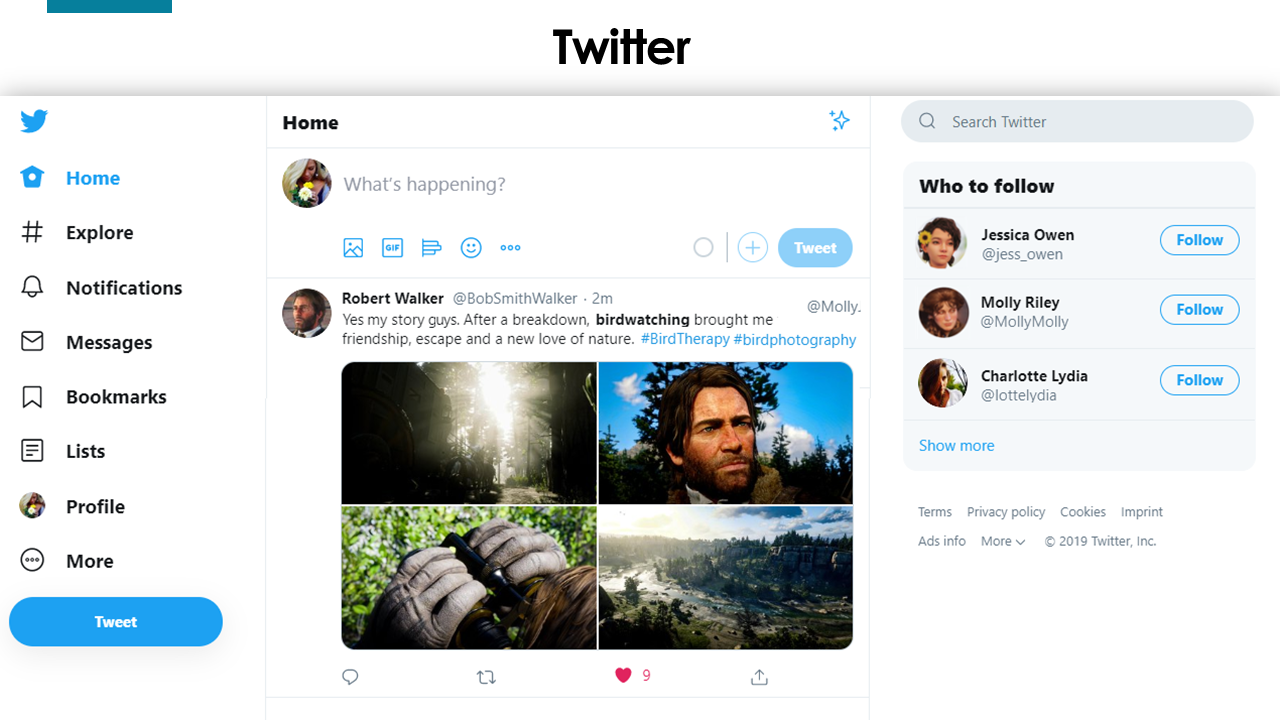 Twitter
Home
Explore
Notifications
Messages
Bookmarks
Lists
Profile
More
Tweet
Home
What's happening?
GIF
Tweet
Robert Walker @BobSmithWalker · 2m
@Molly.
Yes my story guys. After a breakdown, birdwatching brought me
friendship, escape and a new love of nature. #BirdTherapy #birdphotography
9
Search Twitter
Who to follow
Jessica Owen
@jess_owen
Follow
Molly Riley
@MollyMolly
Follow
Charlotte Lydia
@lottelydia
Follow
Show more
Terms Privacy policy Cookies Imprint
Ads info More © 2019 Twitter, Inc.